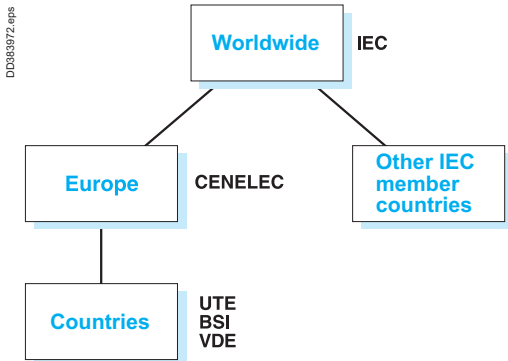 DD383972.eps
Worldwide
IEC
Europe
CENELEC
Other IEC
member
countries
Countries
UTE
BSI
VDE